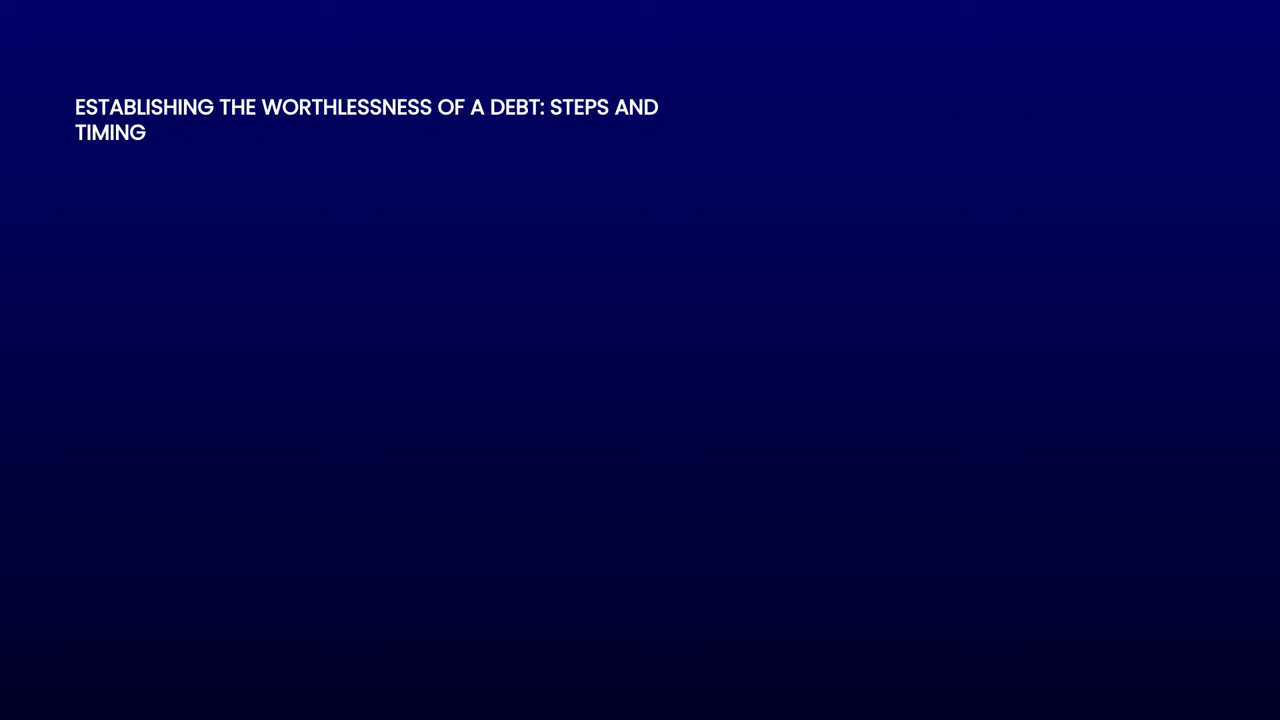 ESTABLISHING THE WORTHLESSNESS OF A DEBT: STEPS AND
TIMING